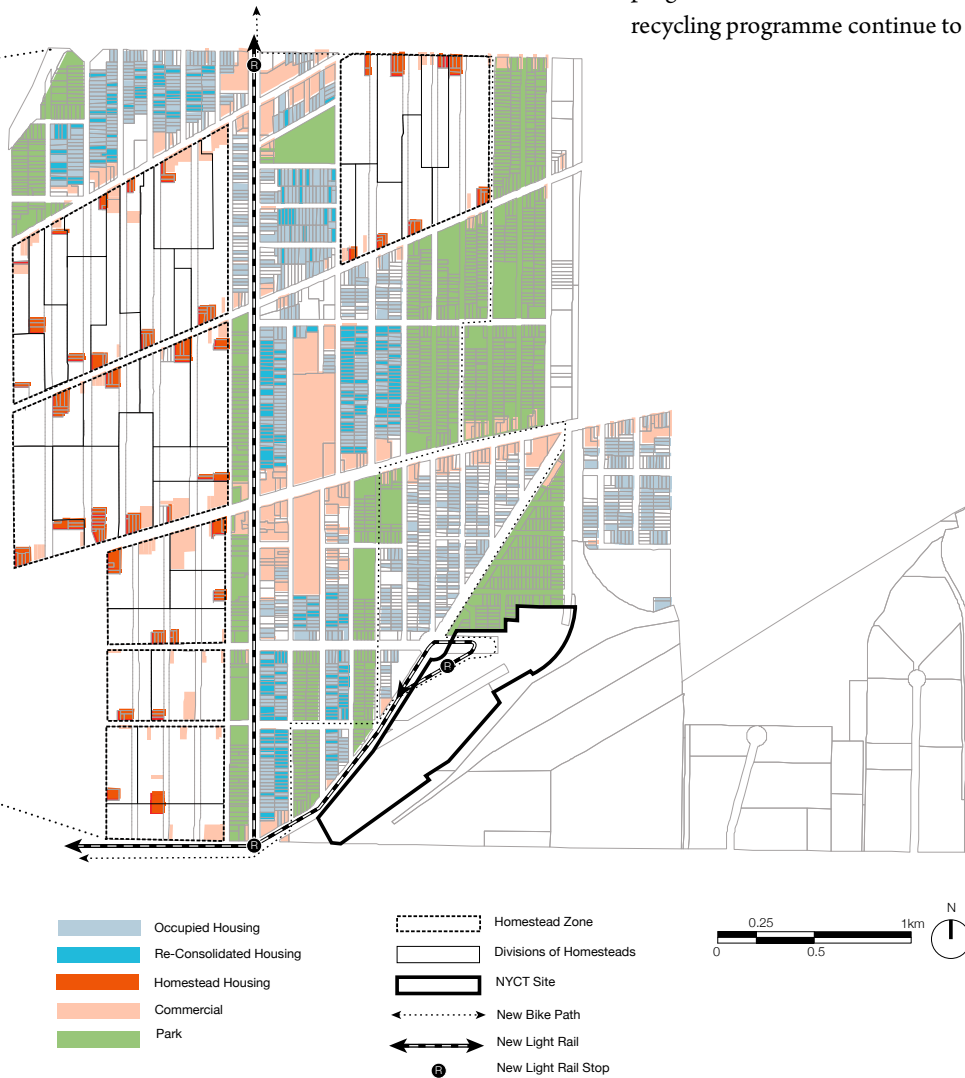 recycling programme continue to
R
R
R
Occupied Housing
Re-Consolidated Housing
Homestead Housing
Commercial
Park
Homestead Zone
Divisions of Homesteads
NYCT Site
New Bike Path
New Light Rail
R New Light Rail Stop
0.25 1km
0 0.5
N